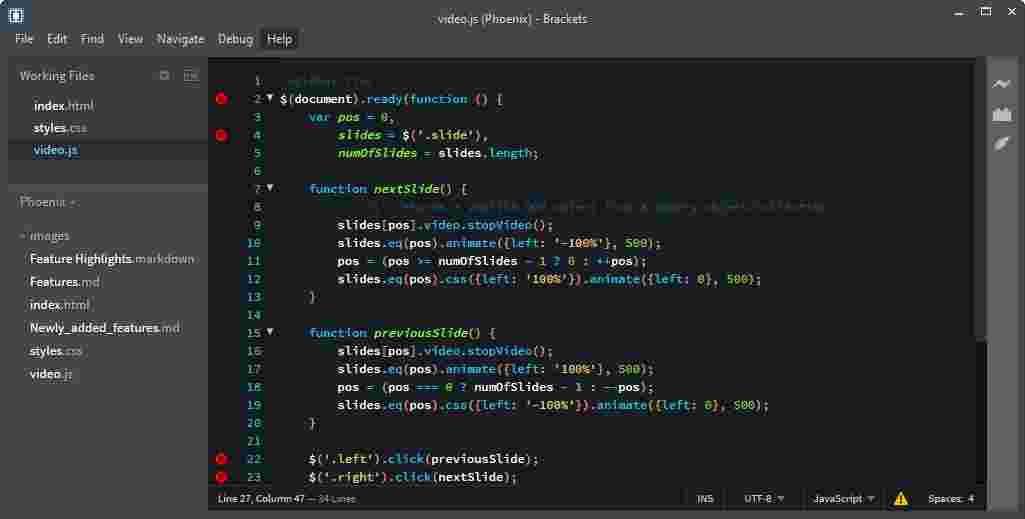 video.js (Phoenix) - Brackets
File Edit Find View Navigate Debug Help
Working Files
index.html
styles.css
video.js
Phoenix
images
Feature Highlights.markdown
Features.md
index.html
Newly_added_features.md
styles.css
video.js
1
2 $(document).ready(function () {
3 var pos = 0,
4 slides = $('.slide'),
5 numOfSlides = slides.length;
6
7 function nextSlide() {
8
9 slides[pos].video.stopVideo();
10 slides.eq(pos).animate({left: '-100%'}, 500);
11 pos = (pos >= numOfSlides - 1 ? 0 : ++pos);
12 slides.eq(pos).css({left: '100%'}).animate({left: 0}, 500);
13 }
14
15 function previousSlide() {
16 slides[pos].video.stopVideo();
17 slides.eq(pos).animate({left: '100%'}, 500);
18 pos = (pos === 0 ? numOfSlides - 1 : --pos);
19 slides.eq(pos).css({left: '-100%'}).animate({left: 0}, 500);
20 }
21
22 $('.left').click(previousSlide);
23 $('.right').click(nextSlide);
Line 27, Column 47 — 34 Lines INS UTF-8 JavaScript Spaces: 4